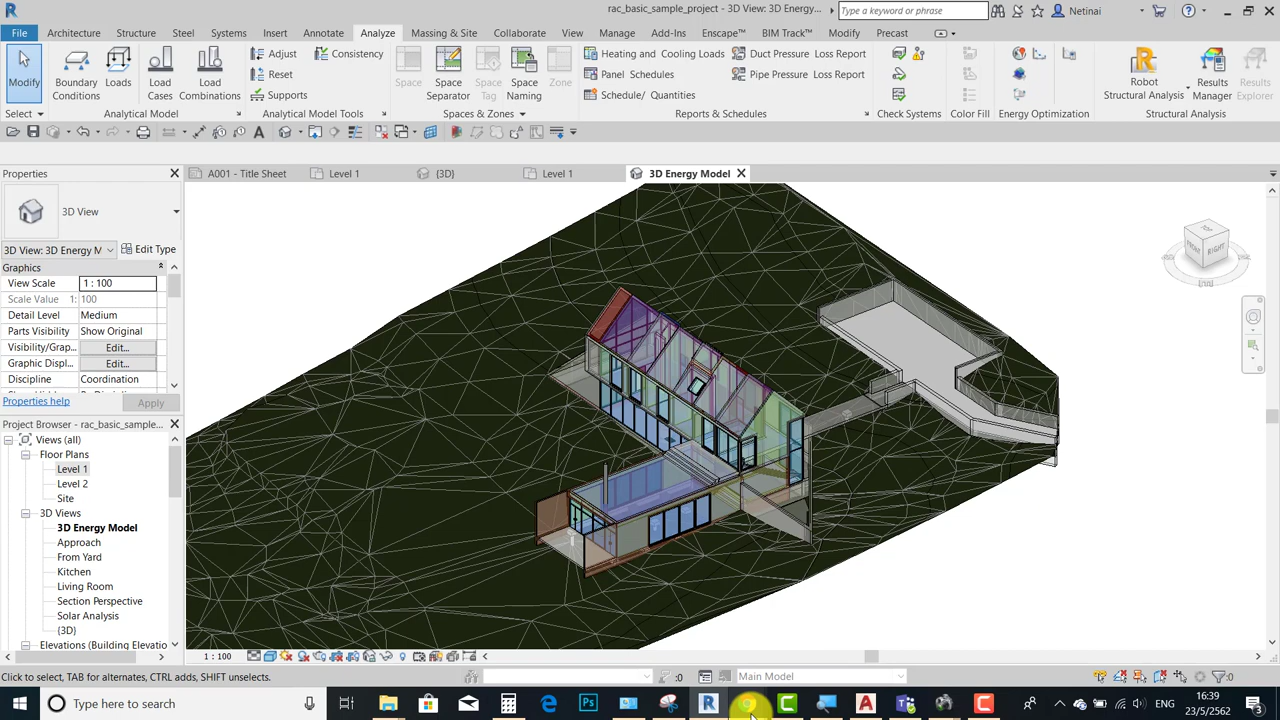 rac_basic_sample_project - 3D View: 3D Energy...
Type a keyword or phrase
Netinai
File Architecture Structure Steel Systems Insert Annotate Analyze Massing & Site Collaborate View Manage Add-Ins Enscape™ BIM Track™ Modify Precast
Modify
Boundary Conditions
Loads
Load Cases
Load Combinations
Adjust
Reset
Supports
Consistency
Space
Space Separator
Space Tag
Space Naming
Zone
Heating and Cooling Loads
Panel Schedules
Schedule/ Quantities
Duct Pressure Loss Report
Pipe Pressure Loss Report
Robot Structural Analysis
Results Manager
Results Explorer
Select Analytical Model Analytical Model Tools Spaces & Zones Reports & Schedules Check Systems Color Fill Energy Optimization Structural Analysis
Properties
A001 - Title Sheet Level 1 {3D} Level 1 3D Energy Model
3D View
3D View: 3D Energy M Edit Type
Graphics
View Scale 1 : 100
Scale Value 1: 100
Detail Level Medium
Parts Visibility Show Original
Visibility/Grap... Edit...
Graphic Displ... Edit...
Discipline Coordination
Properties help Apply
Project Browser - rac_basic_sample...
Views (all)
Floor Plans
Level 1
Level 2
Site
3D Views
3D Energy Model
Approach
From Yard
Kitchen
Living Room
Section Perspective
Solar Analysis
{3D}
Elevations (Building Elevatio
TOP
FRONT
RIGHT
1 : 100
Click to select, TAB for alternates, CTRL adds, SHIFT unselects.
:0
Main Model
:0
Type here to search
ENG
16:39
23/5/2562
3